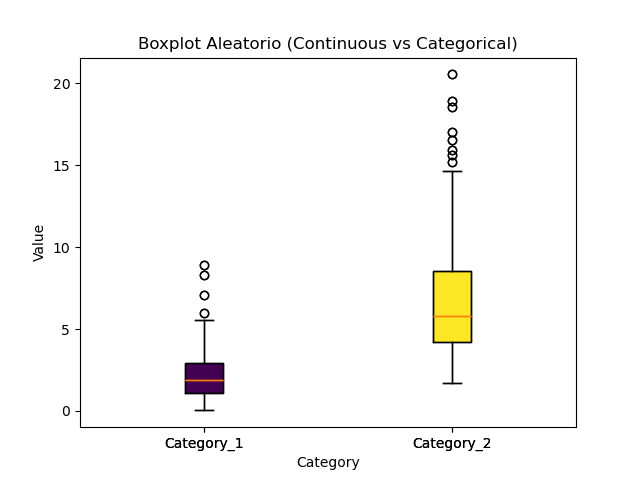 Boxplot Aleatorio (Continuous vs Categorical)
20
15
10
5
0
Value
Category_1
Category_2
Category